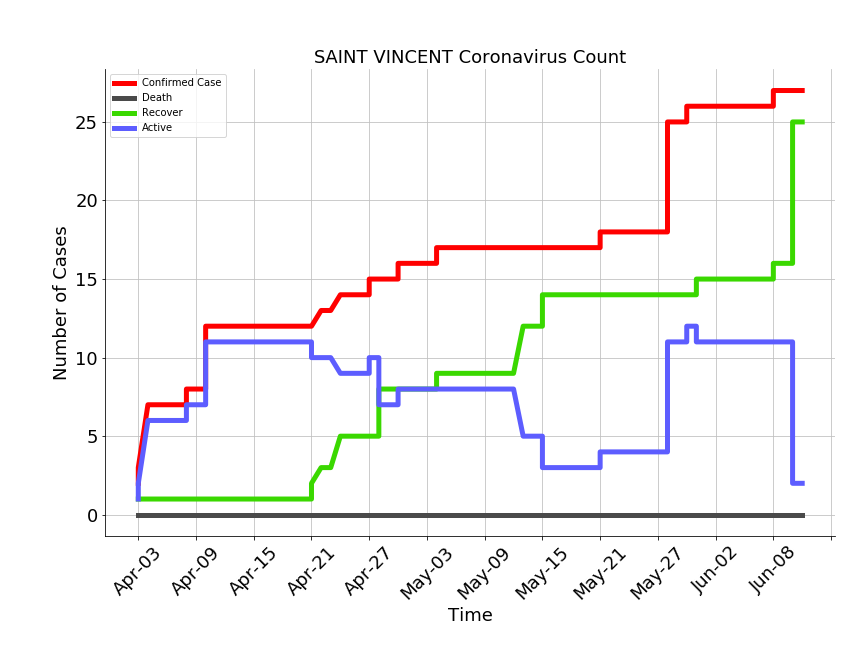 SAINT VINCENT Coronavirus Count
Confirmed Case
Death
Recover
Active
Number of Cases
25
20
15
10
5
0
Apr-03
Apr-09
Apr-15
Apr-21
Apr-27
May-03
May-09
May-15
May-21
May-27
Jun-02
Jun-08
Time